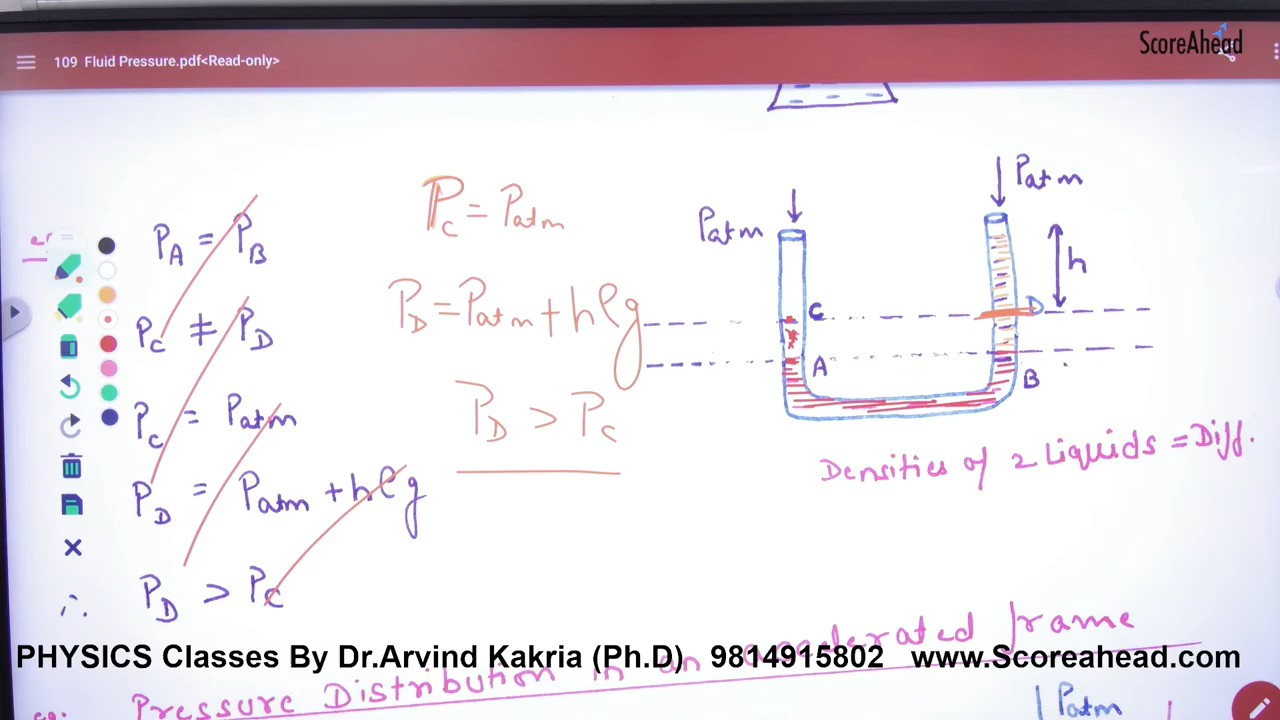 ScoreAhead
109 Fluid Pressure.pdf<Read-only>
Patm
Patm
h
C
D
A
B
Densities of 2 Liquids = Diff.
PA = PB
PC ≠ PD
PC = Patm
PD = Patm + hρg
∴ PD > PC
PC = Patm
PD = Patm + hρg
PD > PC
Pressure Distribution in an accelerated frame
Patm
PHYSICS Classes By Dr.Arvind Kakria (Ph.D) 9814915802 www.Scoreahead.com